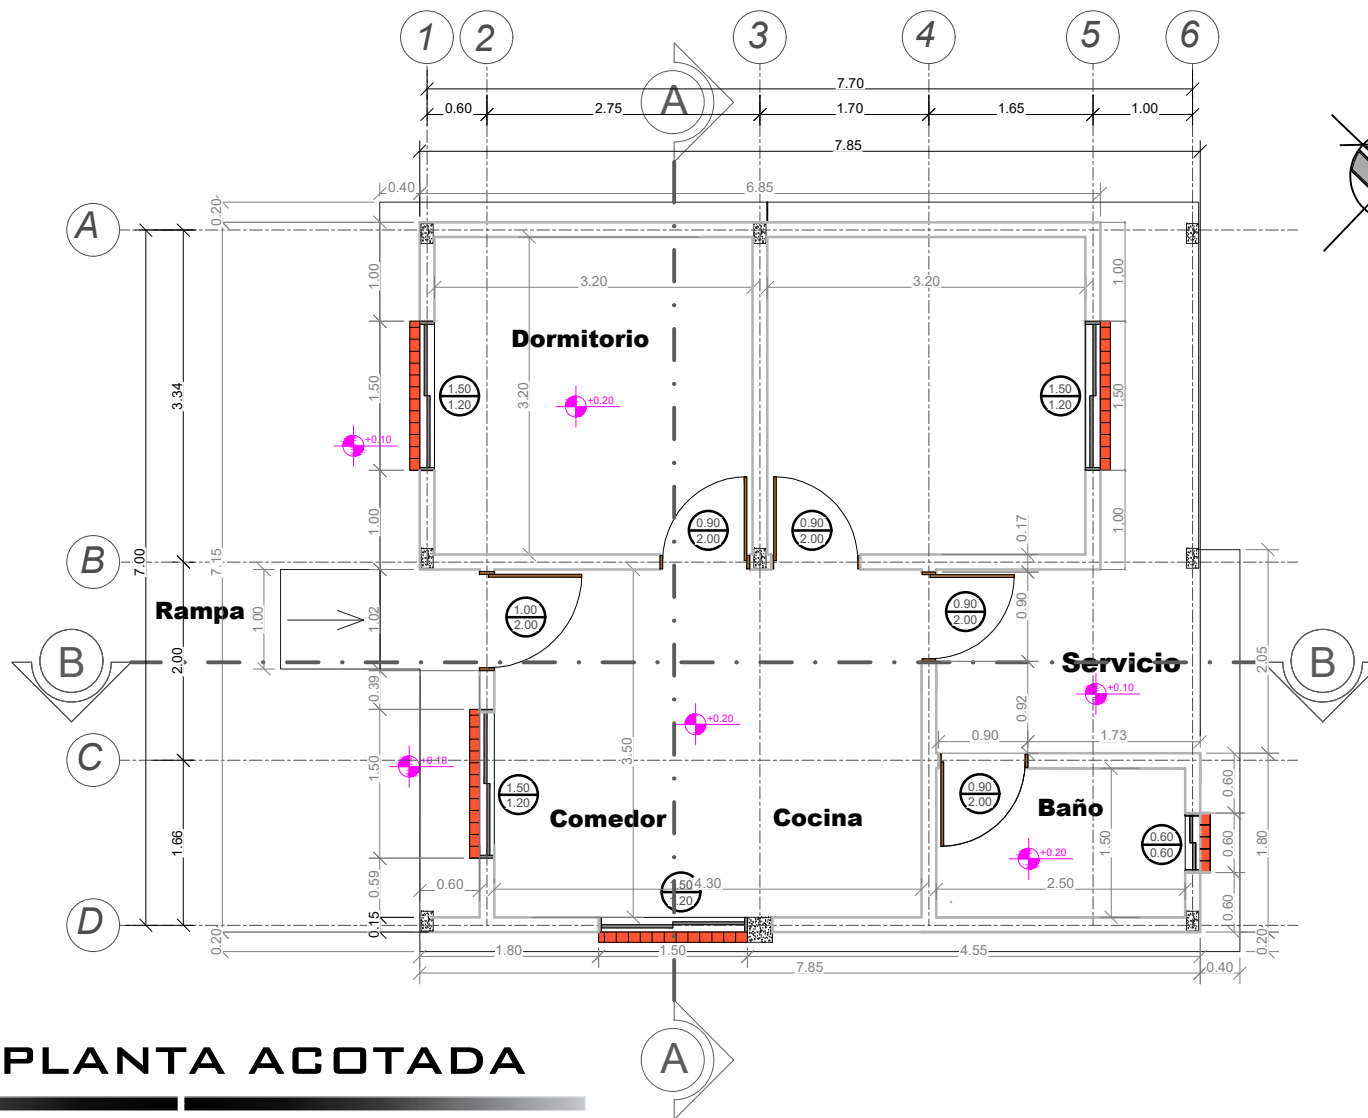 1 2 3 4 5 6
7.70
0.60 2.75 1.70 1.65 1.00
A
7.85
0.40 6.85
0.20
A
1.00 3.20 3.20 1.00
Dormitorio
3.34 1.50 1.50 1.20 3.20 +0.20 1.50 1.20 1.50
+0.10
1.00 0.90 2.00 0.90 2.00 0.17 1.00
B
7.00 7.15
Rampa 1.00 1.02 1.00 2.00 0.90 2.00 0.90
B 2.00 Servicio 2.05 B
0.39 +0.10
+0.20 0.92
0.90 1.73
C 1.50 +0.10 3.50
1.50 1.20 0.90 2.00 0.60
Comedor Cocina Baño
1.66 +0.20 1.50 0.60 0.60 0.60 1.80
0.59 0.60 1.50 1.20 4.30 2.50
D 0.15 0.60
0.20 1.80 1.50 4.55 0.20
7.85 0.40
A
PLANTA ACOTADA